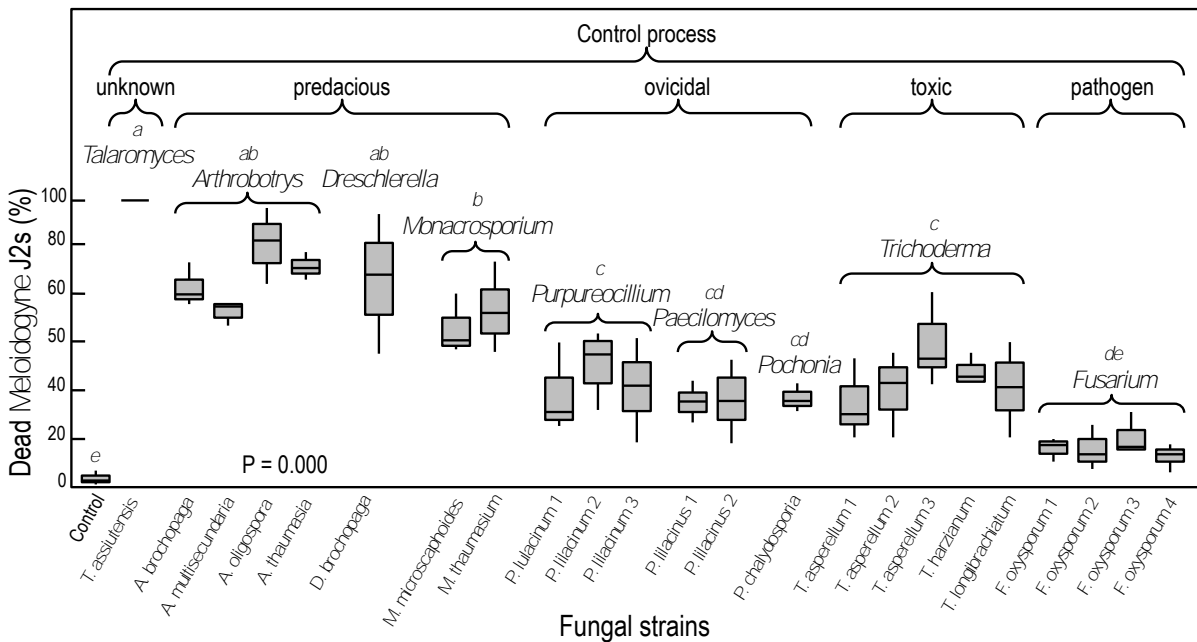 Control process
unknown predacious ovicidal toxic pathogen
a
Talaromyces
ab
Arthrobotrys
ab
Dreschlerella
b
Monacrosporium
c
Purpureocillium
cd
Paecilomyces
cd
Pochonia
c
Trichoderma
de
Fusarium
e
P = 0.000
Dead Meloidogyne J2s (%)
100
80
60
50
40
20
0
Control
T. assiutensis
A. brochopaga
A. multisecundaria
A. oligospora
A. thaumasia
D. brochopaga
M. microscaphoides
M. thaumasium
P. lulacinum 1
P. lilacinum 2
P. lilacinum 3
P. lilacinus 1
P. lilacinus 2
P. chalydosporia
T. asperellum 1
T. asperellum 2
T. asperellum 3
T. harzianum
T. longibrachiatum
F. oxysporum 1
F. oxysporum 2
F. oxysporum 3
F. oxysporum 4
Fungal strains